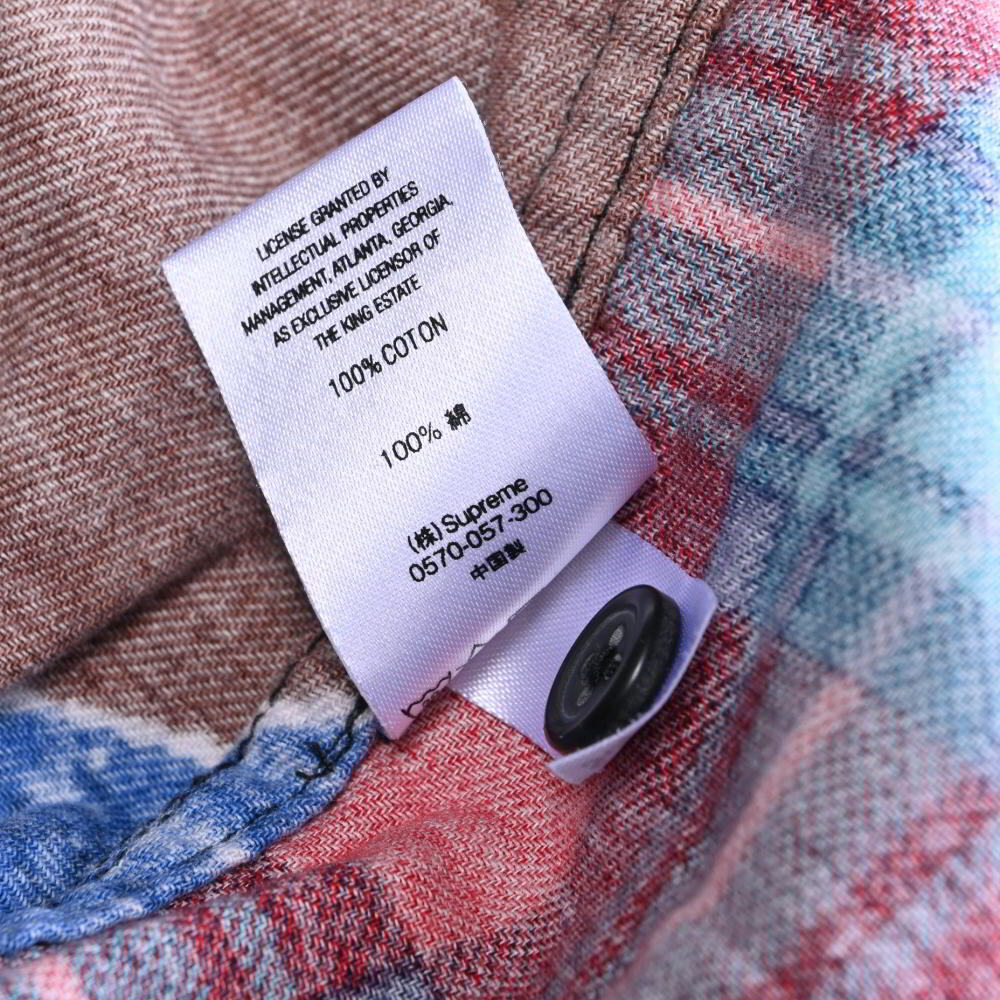 LICENSE GRANTED BY
INTELLECTUAL PROPERTIES
MANAGEMENT, ATLANTA, GEORGIA,
AS EXCLUSIVE LICENSOR OF
THE KING ESTATE
100% COTON
100% 綿
(株) Supreme
0570-057-300
中国製